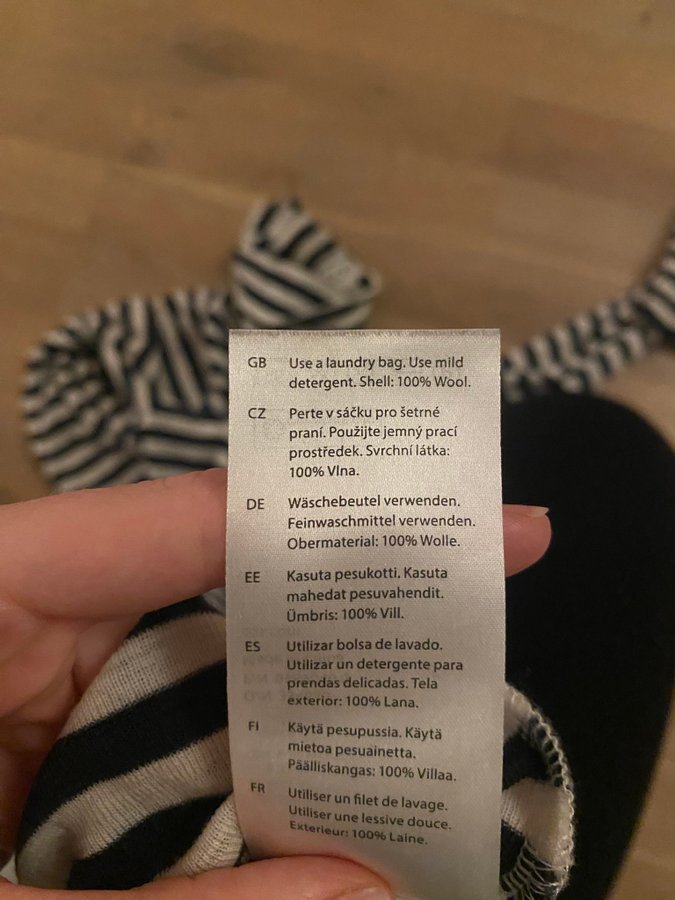 GB Use a laundry bag. Use mild
detergent. Shell: 100% Wool.
CZ Perte v sáčku pro šetrné
praní. Použijte jemný prací
prostředek. Svrchní látka:
100% Vlna.
DE Wäschebeutel verwenden.
Feinwaschmittel verwenden.
Obermaterial: 100% Wolle.
EE Kasuta pesukotti. Kasuta
mahedat pesuvahendit.
Ümbris: 100% Vill.
ES Utilizar bolsa de lavado.
Utilizar un detergente para
prendas delicadas. Tela
exterior: 100% Lana.
FI Käytä pesupussia. Käytä
mietoa pesuainetta.
Päälliskangas: 100% Villaa.
FR Utiliser un filet de lavage.
Utiliser une lessive douce.
Exterieur: 100% Laine.